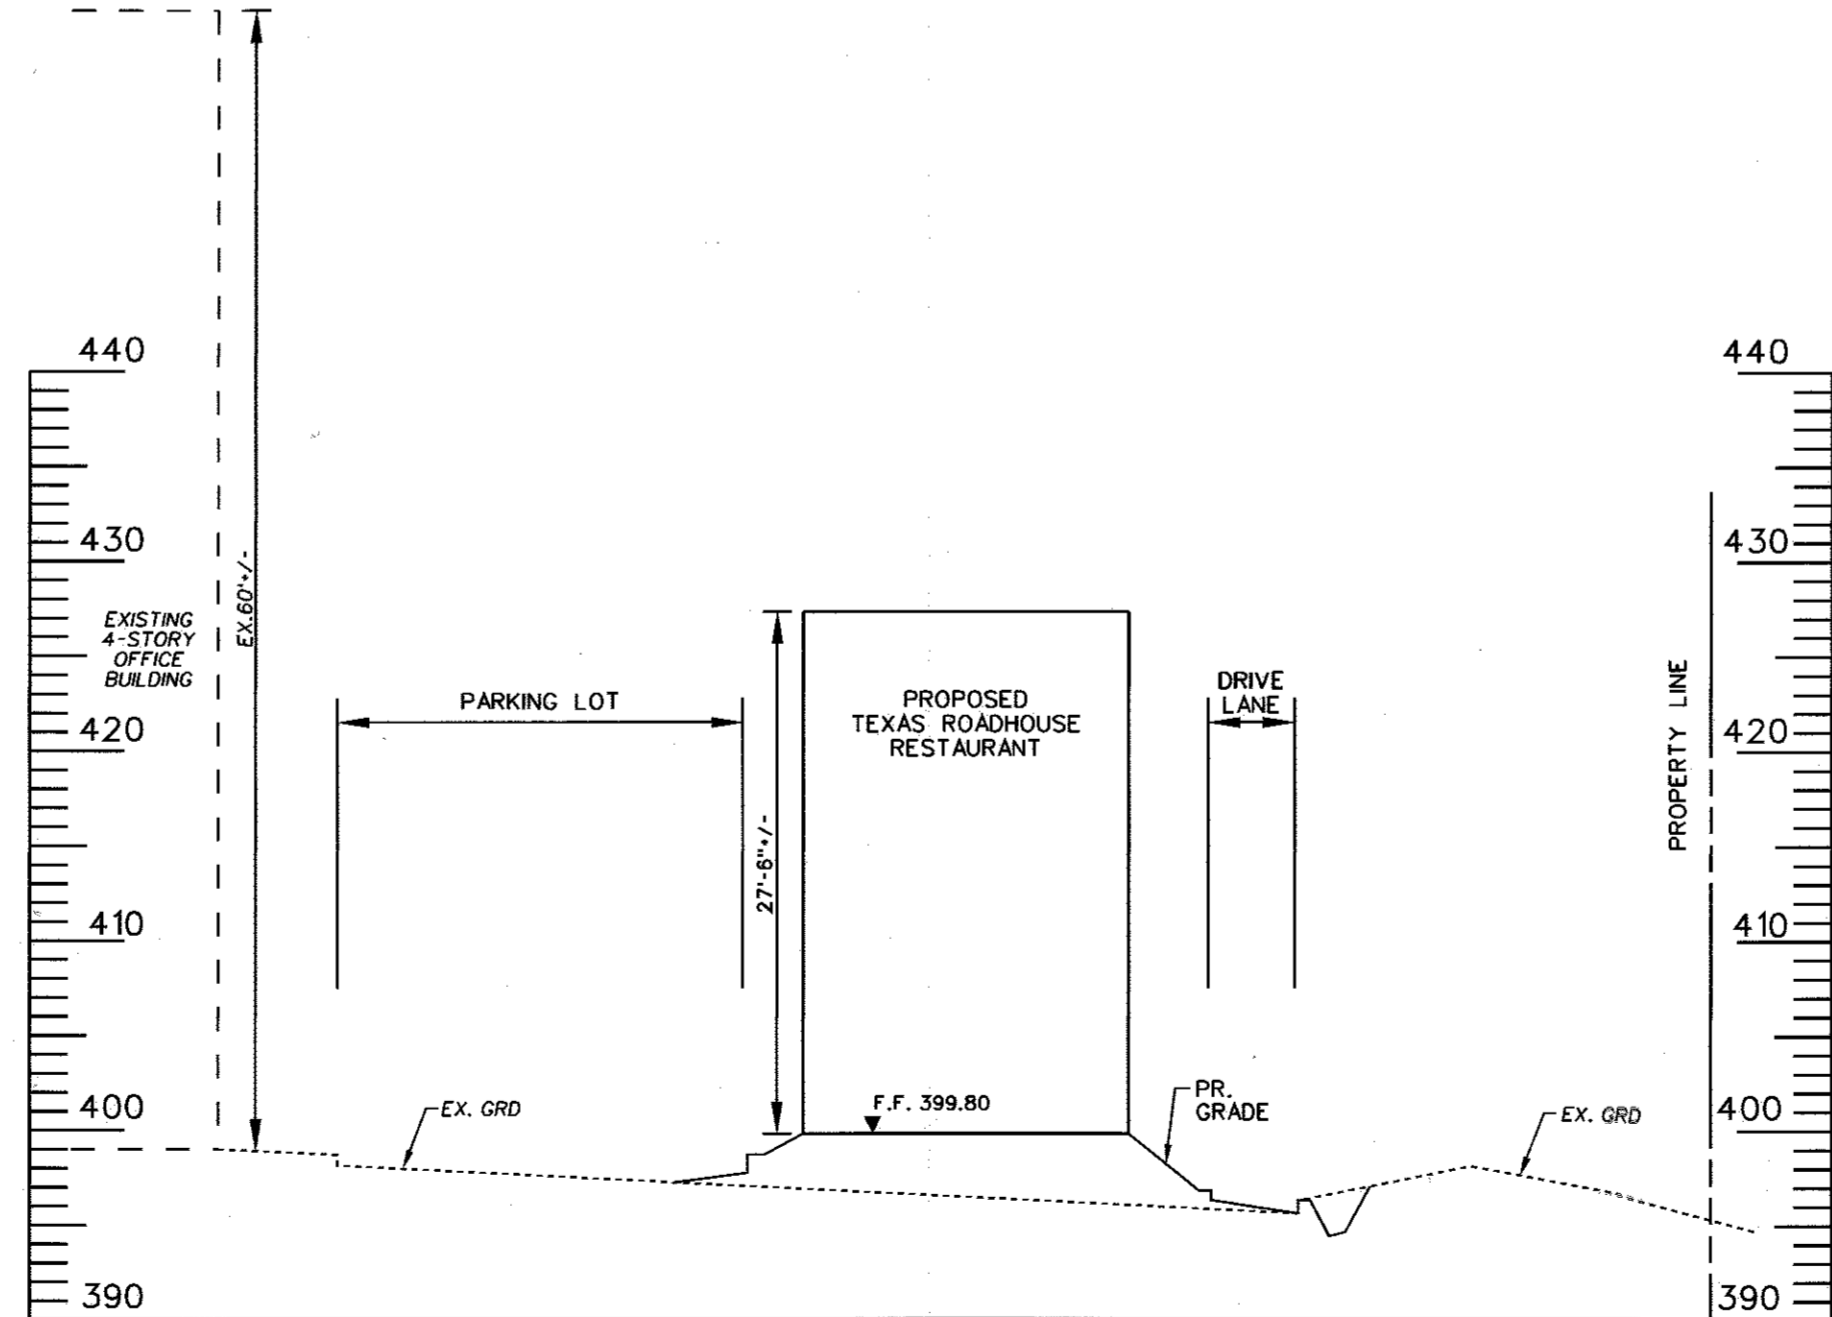 440
440
430
430
EX.60'+/-
EXISTING
4-STORY
OFFICE
BUILDING
PARKING LOT
PROPOSED
TEXAS ROADHOUSE
RESTAURANT
DRIVE
LANE
PROPERTY LINE
420
420
27'-6"+/-
410
410
400
EX. GRD
F.F. 399.80
PR.
GRADE
EX. GRD
400
390
390